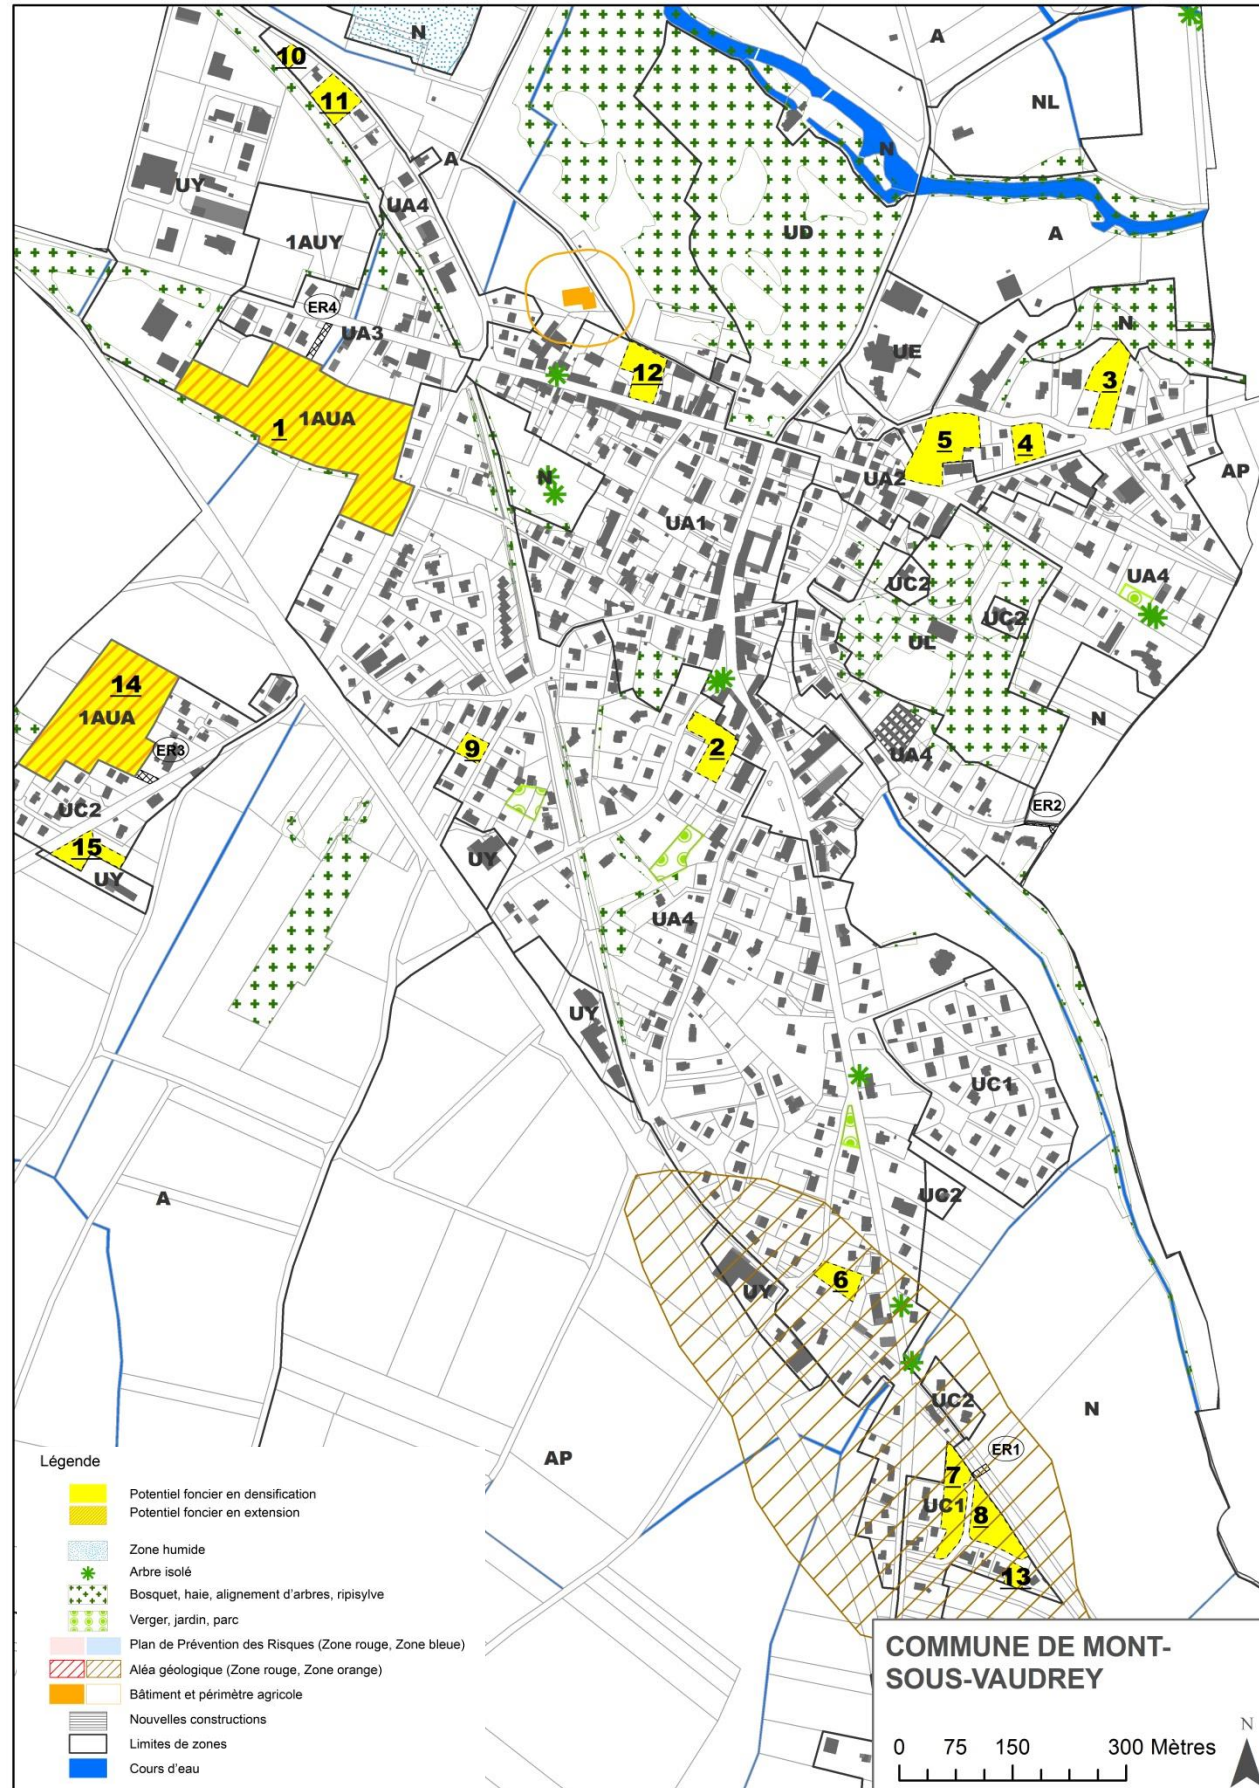 N
A
10
11
NL
N
A
UY
UA4
1AUY
UD
A
ER4
UA3
N
UE
12
3
1
1AUA
5
4
UA2
AP
N
UA1
UC2
UA4
UC2
UL
14
1AUA
N
2
9
ER3
UA4
UC2
ER2
15
UY
UY
UA4
UY
UC1
A
UC2
6
UY
UC2
N
ER1
AP
7
UC1
8
13
Légende
Potentiel foncier en densification
Potentiel foncier en extension
Zone humide
Arbre isolé
Bosquet, haie, alignement d'arbres, ripisylve
Verger, jardin, parc
Plan de Prévention des Risques (Zone rouge, Zone bleue)
Aléa géologique (Zone rouge, Zone orange)
Bâtiment et périmètre agricole
Nouvelles constructions
Limites de zones
Cours d'eau
COMMUNE DE MONT-
SOUS-VAUDREY
N
0 75 150 300 Mètres